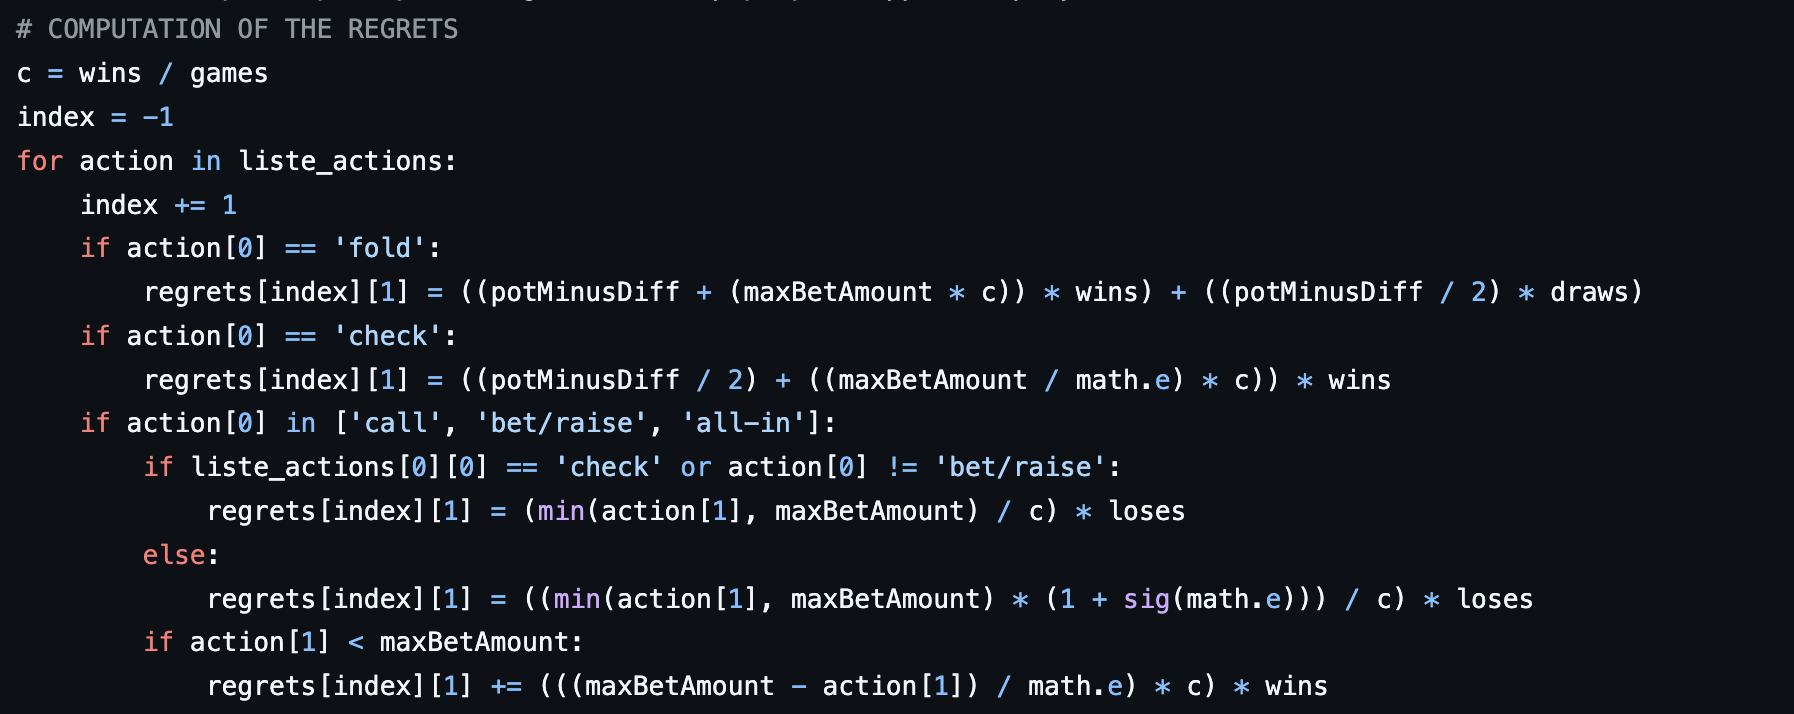 # COMPUTATION OF THE REGRETS
c = wins / games
index = -1
for action in liste_actions:
    index += 1
    if action[0] == 'fold':
        regrets[index][1] = ((potMinusDiff + (maxBetAmount * c)) * wins) + ((potMinusDiff / 2) * draws)
    if action[0] == 'check':
        regrets[index][1] = ((potMinusDiff / 2) + ((maxBetAmount / math.e) * c)) * wins
    if action[0] in ['call', 'bet/raise', 'all-in']:
        if liste_actions[0][0] == 'check' or action[0] != 'bet/raise':
            regrets[index][1] = (min(action[1], maxBetAmount) / c) * loses
        else:
            regrets[index][1] = ((min(action[1], maxBetAmount) * (1 + sig(math.e))) / c) * loses
        if action[1] < maxBetAmount:
            regrets[index][1] += (((maxBetAmount - action[1]) / math.e) * c) * wins